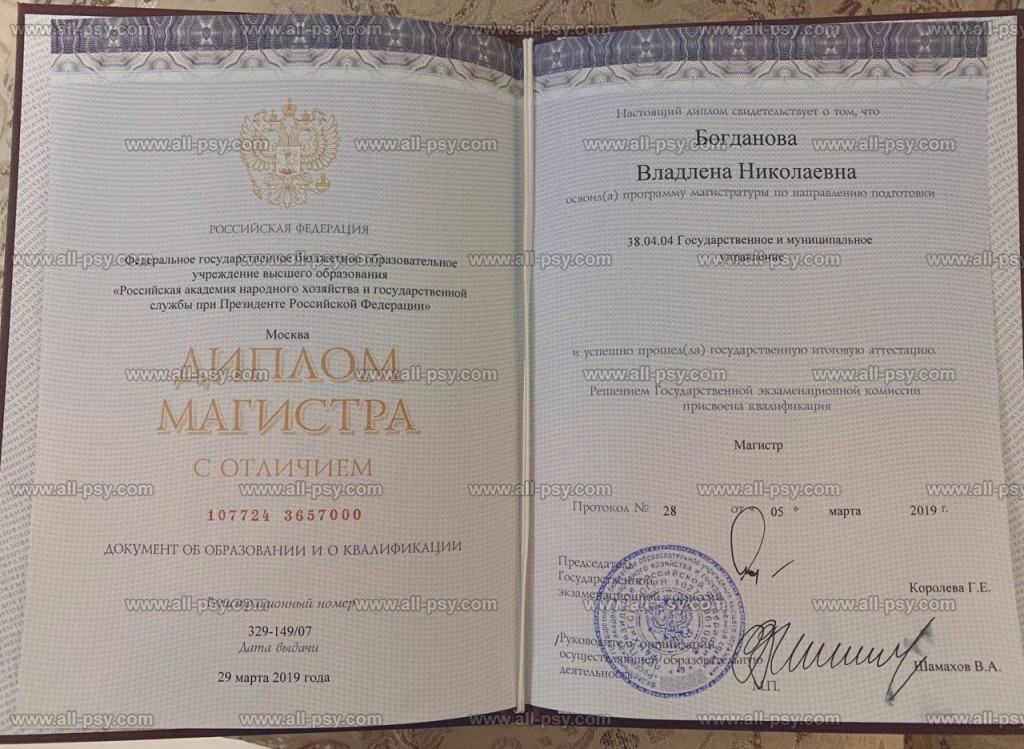 РОССИЙСКАЯ ФЕДЕРАЦИЯ
Федеральное государственное бюджетное образовательное
учреждение высшего образования
«Российская академия народного хозяйства и государственной
службы при Президенте Российской Федерации»
Москва
ДИПЛОМ
МАГИСТРА
С ОТЛИЧИЕМ
107724 3657000
ДОКУМЕНТ ОБ ОБРАЗОВАНИИ И О КВАЛИФИКАЦИИ
Регистрационный номер
329-149/07
Дата выдачи
29 марта 2019 года
Настоящий диплом свидетельствует о том, что
Богданова
Владлена Николаевна
освоил(а) программу магистратуры по направлению подготовки
38.04.04 Государственное и муниципальное
управление
и успешно прошел(ла) государственную итоговую аттестацию.
Решением Государственной экзаменационной комиссии
присвоена квалификация
Магистр
Протокол № 28 от « 05 » марта 2019 г.
Председатель
Государственной
экзаменационной комиссии
Королева Г.Е.
Руководитель организации,
осуществляющей образовательную
деятельность
Шамахов В.А.
М.П.
www.all-psy.com